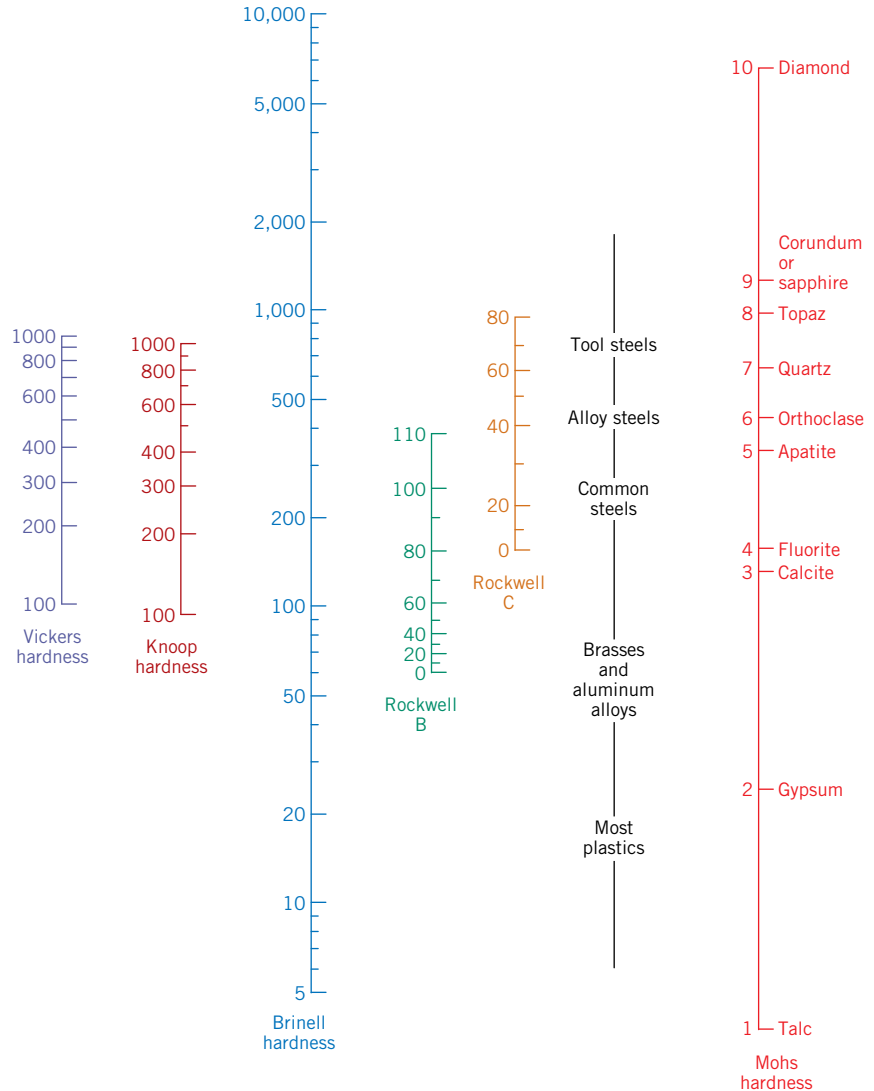 1000
800
600
400
300
200
100
Vickers
hardness
1000
800
600
400
300
200
100
Knoop
hardness
10,000
5,000
2,000
1,000
500
200
100
50
20
10
5
Brinell
hardness
110
100
80
60
40
20
0
Rockwell
B
80
60
40
20
0
Rockwell
C
Tool steels
Alloy steels
Common
steels
Brasses
and
aluminum
alloys
Most
plastics
10 Diamond
Corundum
or
9 sapphire
8 Topaz
7 Quartz
6 Orthoclase
5 Apatite
4 Fluorite
3 Calcite
2 Gypsum
1 Talc
Mohs
hardness